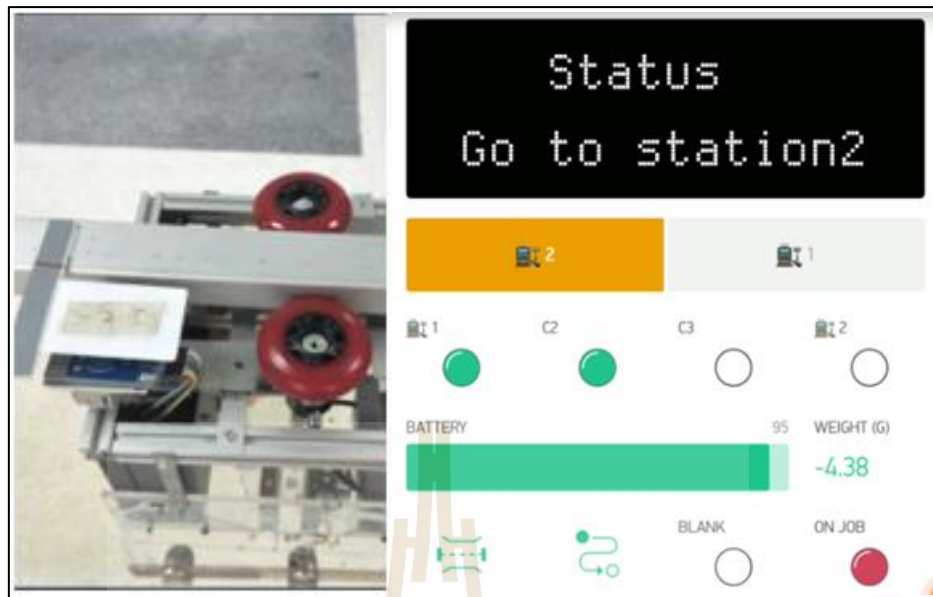 Status
Go to station2
2 1
1 C2 C3 2
BATTERY 95 WEIGHT (G)
-4.38
BLANK ON JOB